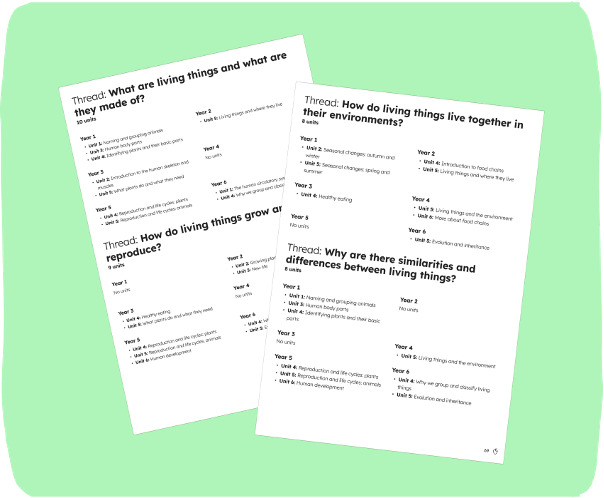 Thread: What are living things and what are
they made of?
10 units
Year 1
Unit 1: Naming and grouping animals
Unit 3: Human body parts
Unit 4: Identifying plants and their basic parts
Year 2
Unit 5: Living things and where they live
Year 3
Unit 2: Introduction to the human skeleton and
muscles
Unit 5: What plants do and what they need
Year 4
No units
Year 5
Unit 4: Reproduction and life cycles: plants
Unit 5: Reproduction and life cycles: animals
Year 6
Unit 1: The human circulatory
Unit 4: Why we group and
Thread: How do living things grow
reproduce?
9 units
Year 1
No units
Year 2
Unit 2: Growing
Unit 3: New life
Year 3
Unit 4: Healthy eating
Unit 5: What plants do and what they need
Year 4
No units
Year 5
Unit 4: Reproduction and life cycles: plants
Unit 5: Reproduction and life cycles: animals
Unit 6: Human development
Year 6
Thread: How do living things live together in
their environments?
8 units
Year 1
Unit 2: Seasonal changes: autumn and
winter
Unit 5: Seasonal changes: spring and
summer
Year 2
Unit 4: Introduction to food chains
Unit 5: Living things and where they live
Year 3
Unit 4: Healthy eating
Year 4
Unit 5: Living things and the environment
Unit 6: More about food chains
Year 5
No units
Year 6
Unit 5: Evolution and inheritance
Thread: Why are there similarities and
differences between living things?
8 units
Year 1
Unit 1: Naming and grouping animals
Unit 3: Human body parts
Unit 4: Identifying plants and their basic
parts
Year 2
No units
Year 3
No units
Year 4
Unit 5: Living things and the environment
Year 5
Unit 4: Reproduction and life cycles: plants
Unit 5: Reproduction and life cycles: animals
Unit 6: Human development
Year 6
Unit 4: Why we group and classify living
things
Unit 5: Evolution and inheritance